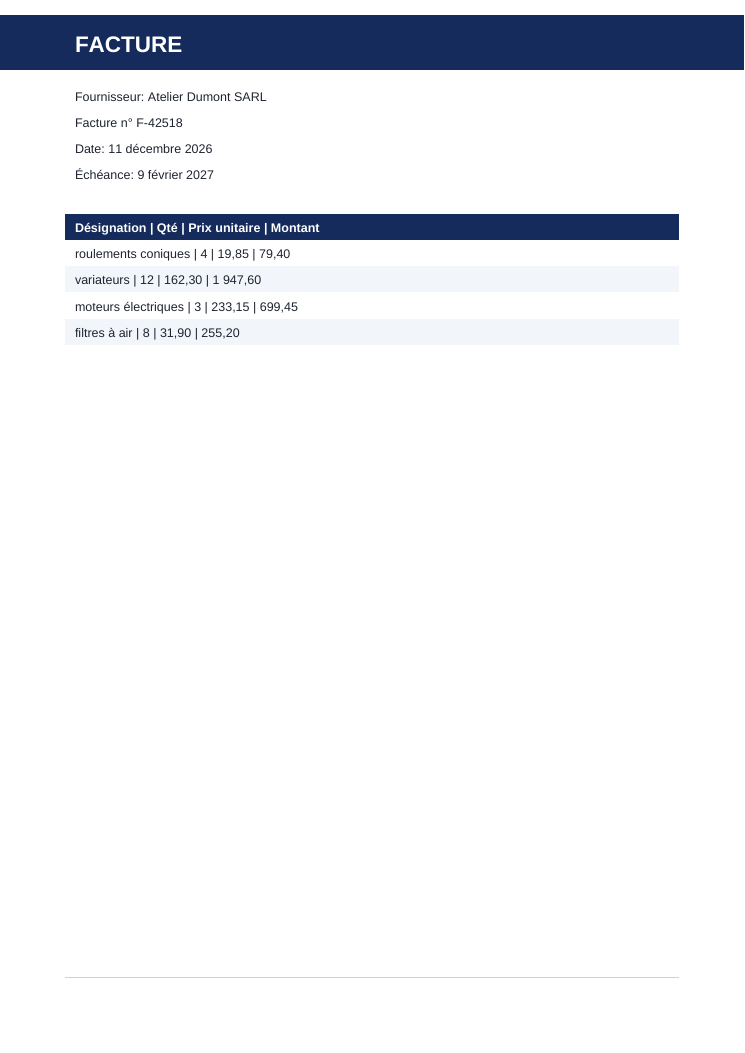 FACTURE
Fournisseur: Atelier Dumont SARL
Facture n° F-42518
Date: 11 décembre 2026
Échéance: 9 février 2027
Désignation | Qté | Prix unitaire | Montant
roulements coniques | 4 | 19,85 | 79,40
variateurs | 12 | 162,30 | 1 947,60
moteurs électriques | 3 | 233,15 | 699,45
filtres à air | 8 | 31,90 | 255,20